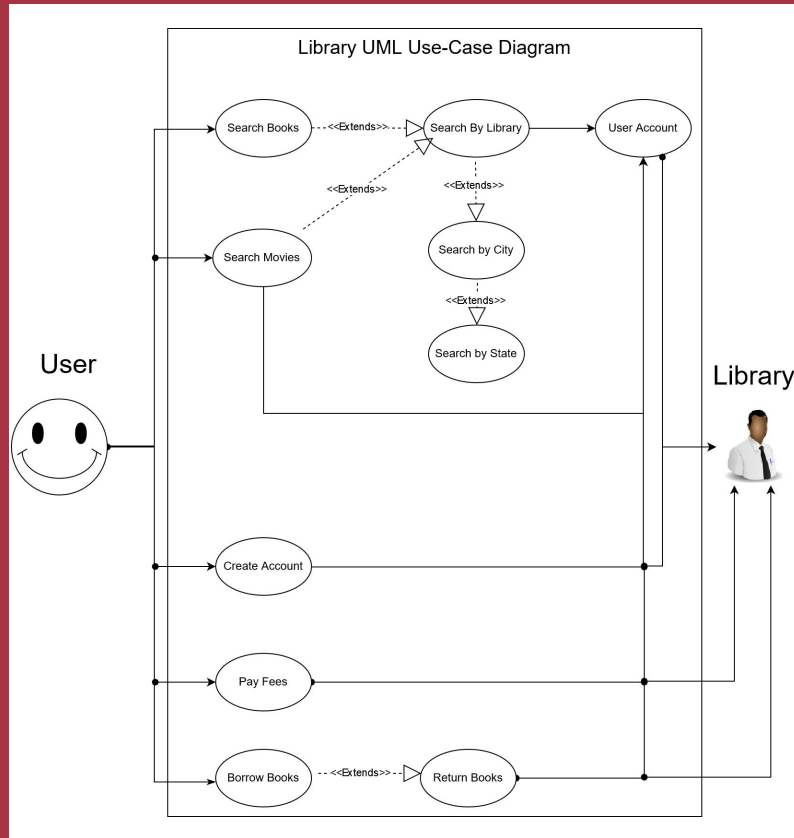 Library UML Use-Case Diagram
Search Books
<<Extends>>
Search By Library
User Account
<<Extends>>
<<Extends>>
Search Movies
Search by City
<<Extends>>
Search by State
User
Library
Create Account
Pay Fees
Borrow Books
<<Extends>>
Return Books